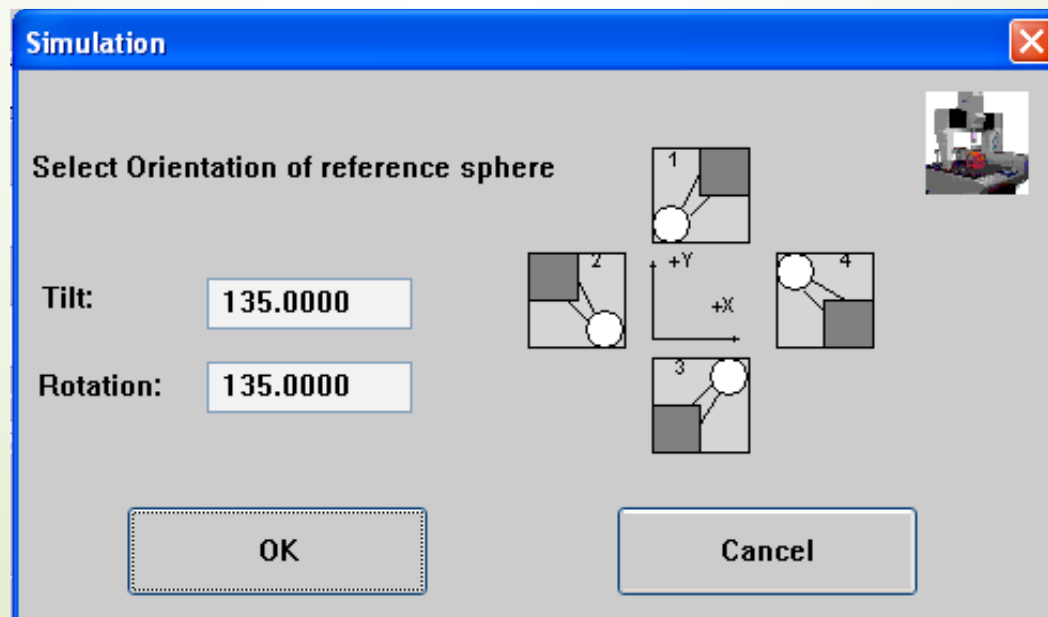 Simulation
Select Orientation of reference sphere
1
2
+Y
4
Tilt:
135.0000
+X
3
Rotation:
135.0000
OK
Cancel